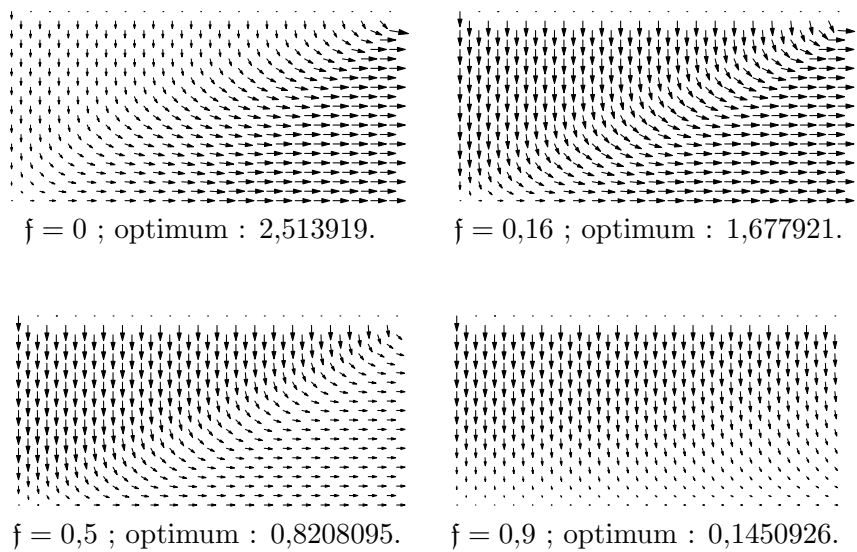 𝔣 = 0 ; optimum : 2,513919.
𝔣 = 0,16 ; optimum : 1,677921.
𝔣 = 0,5 ; optimum : 0,8208095.
𝔣 = 0,9 ; optimum : 0,1450926.